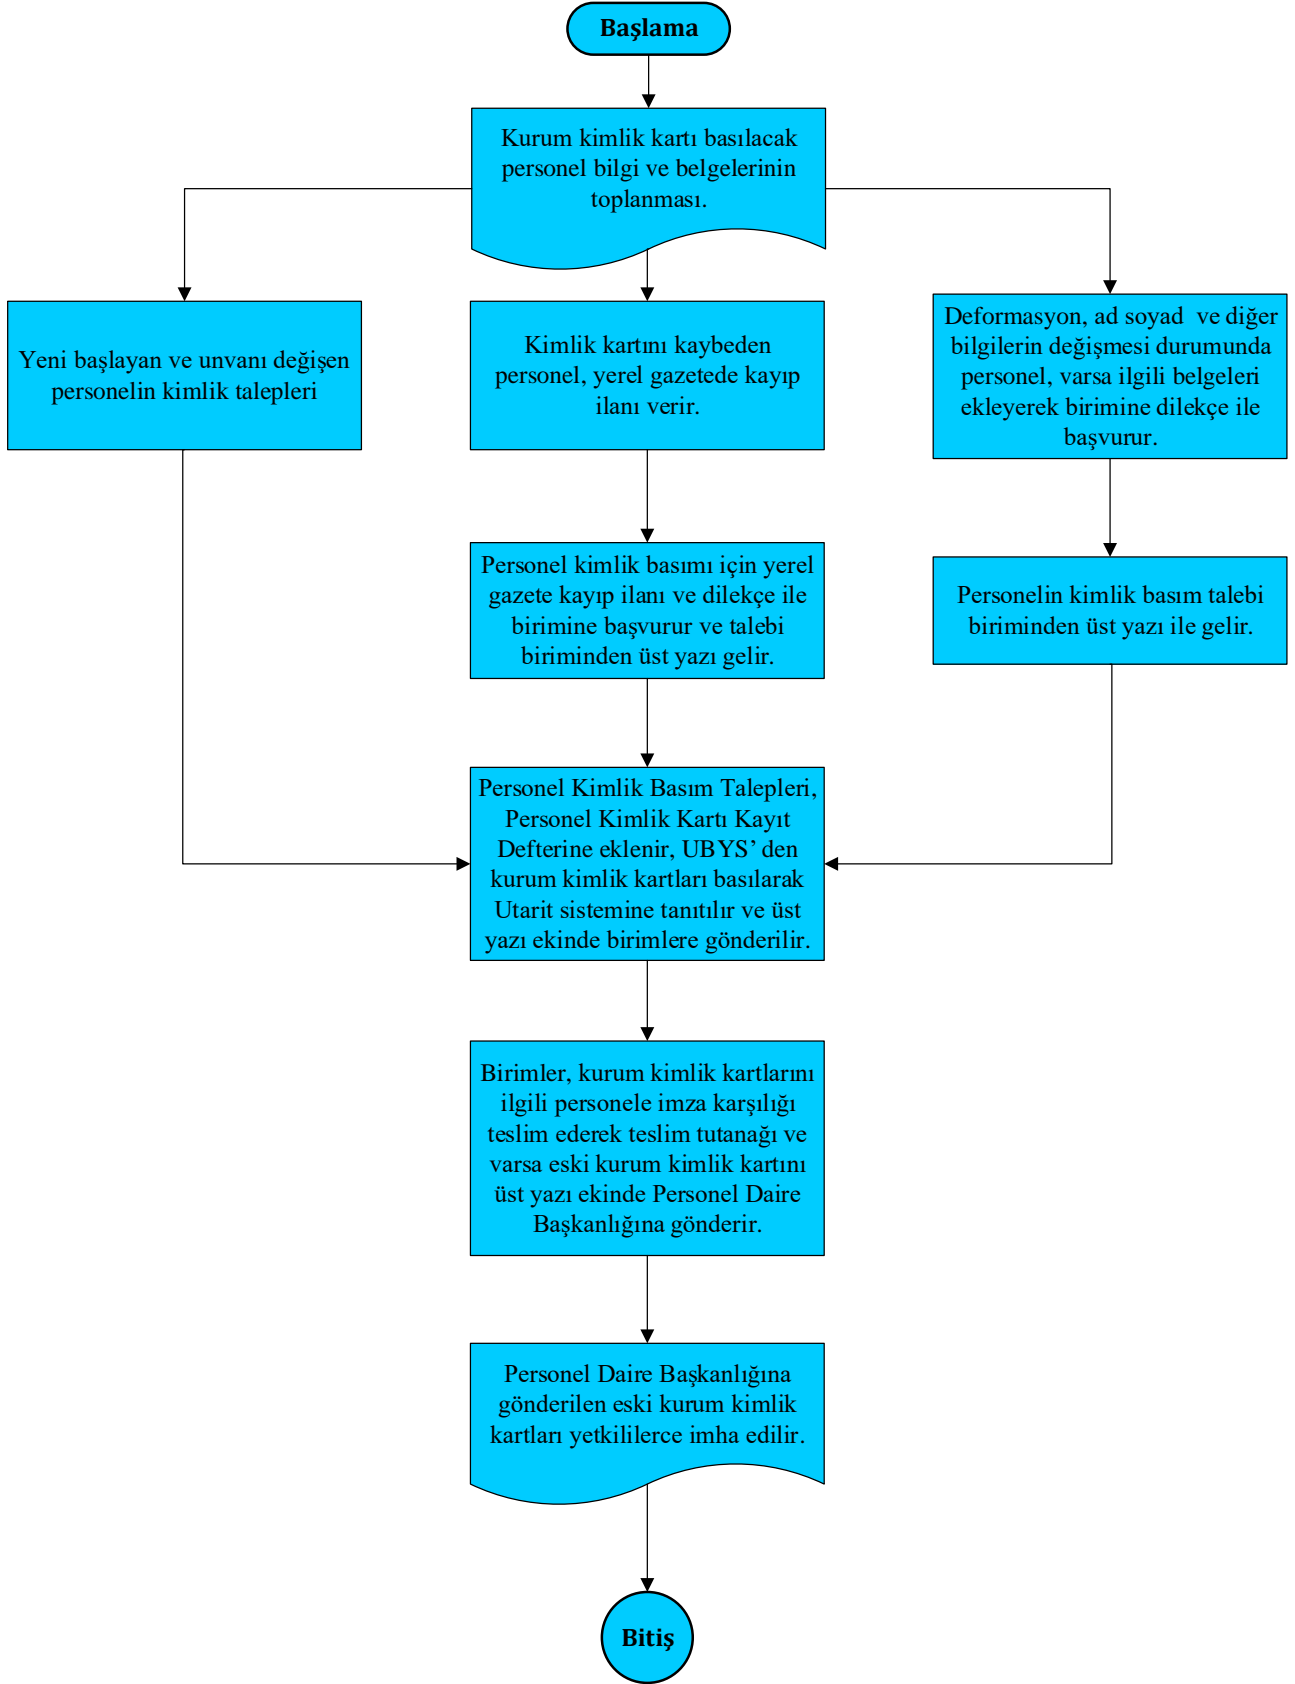 Başlama
Kurum kimlik kartı basılacak
personel bilgi ve belgelerinin
toplanması.
Yeni başlayan ve unvanı değişen
personelin kimlik talepleri
Kimlik kartını kaybeden
personel, yerel gazetede kayıp
ilanı verir.
Deformasyon, ad soyad  ve diğer
bilgilerin değişmesi durumunda
personel, varsa ilgili belgeleri
ekleyerek birimine dilekçe ile
başvurur.
Personel kimlik basımı için yerel
gazete kayıp ilanı ve dilekçe ile
birimine başvurur ve talebi
biriminden üst yazı gelir.
Personelin kimlik basım talebi
biriminden üst yazı ile gelir.
Personel Kimlik Basım Talepleri,
Personel Kimlik Kartı Kayıt
Defterine eklenir, UBYS’ den
kurum kimlik kartları basılarak
Utarit sistemine tanıtılır ve üst
yazı ekinde birimlere gönderilir.
Birimler, kurum kimlik kartlarını
ilgili personele imza karşılığı
teslim ederek teslim tutanağı ve
varsa eski kurum kimlik kartını
üst yazı ekinde Personel Daire
Başkanlığına gönderir.
Personel Daire Başkanlığına
gönderilen eski kurum kimlik
kartları yetkililerce imha edilir.
Bitiş